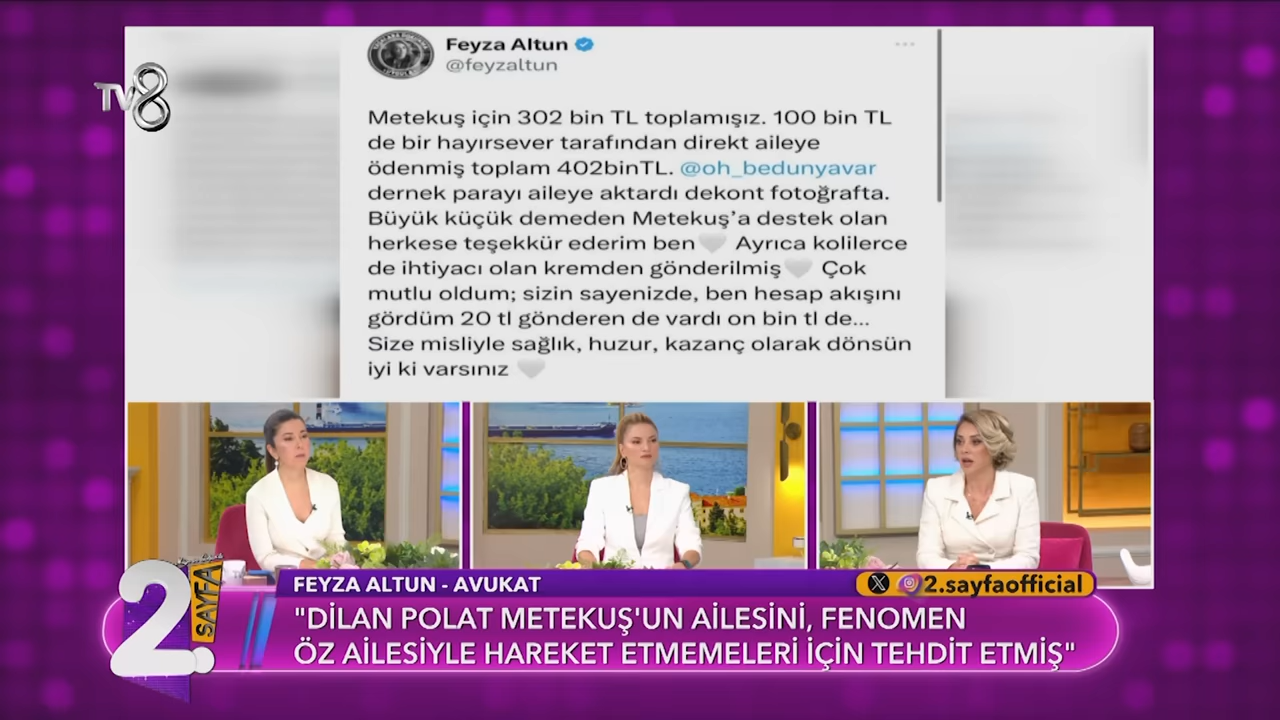 Feyza Altun
@feyzaltun
TV8
Metekuş için 302 bin TL toplamışız. 100 bin TL
de bir hayırsever tarafından direkt aileye
ödenmiş toplam 402binTL. @oh_bedunyavar
dernek parayı aileye aktardı dekont fotoğrafta.
Büyük küçük demeden Metekuş’a destek olan
herkese teşekkür ederim ben🤍 Ayrıca kolilerce
de ihtiyacı olan kremden gönderilmiş🤍 Çok
mutlu oldum; sizin sayenizde, ben hesap akışını
gördüm 20 tl gönderen de vardı on bin tl de...
Size misliyle sağlık, huzur, kazanç olarak dönsün
iyi ki varsınız 🤍
2. SAYFA
FEYZA ALTUN - AVUKAT
2.sayfaofficial
"DİLAN POLAT METEKUŞ'UN AİLESİNİ, FENOMEN
ÖZ AİLESİYLE HAREKET ETMEMELERİ İÇİN TEHDİT ETMİŞ"